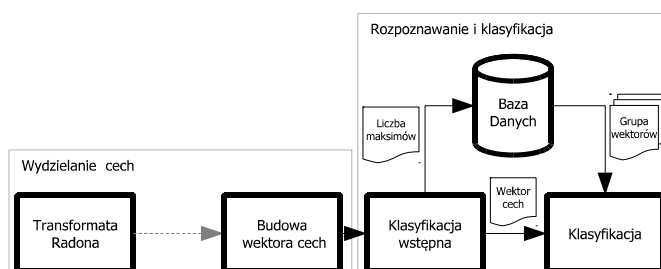 Rozpoznawanie i klasyfikacja
Baza
Danych
Liczba
maksimów
Grupa
wektorów
Wydzielanie cech
Wektor
cech
Transformata
Radona
Budowa
wektora cech
Klasyfikacja
wstępna
Klasyfikacja